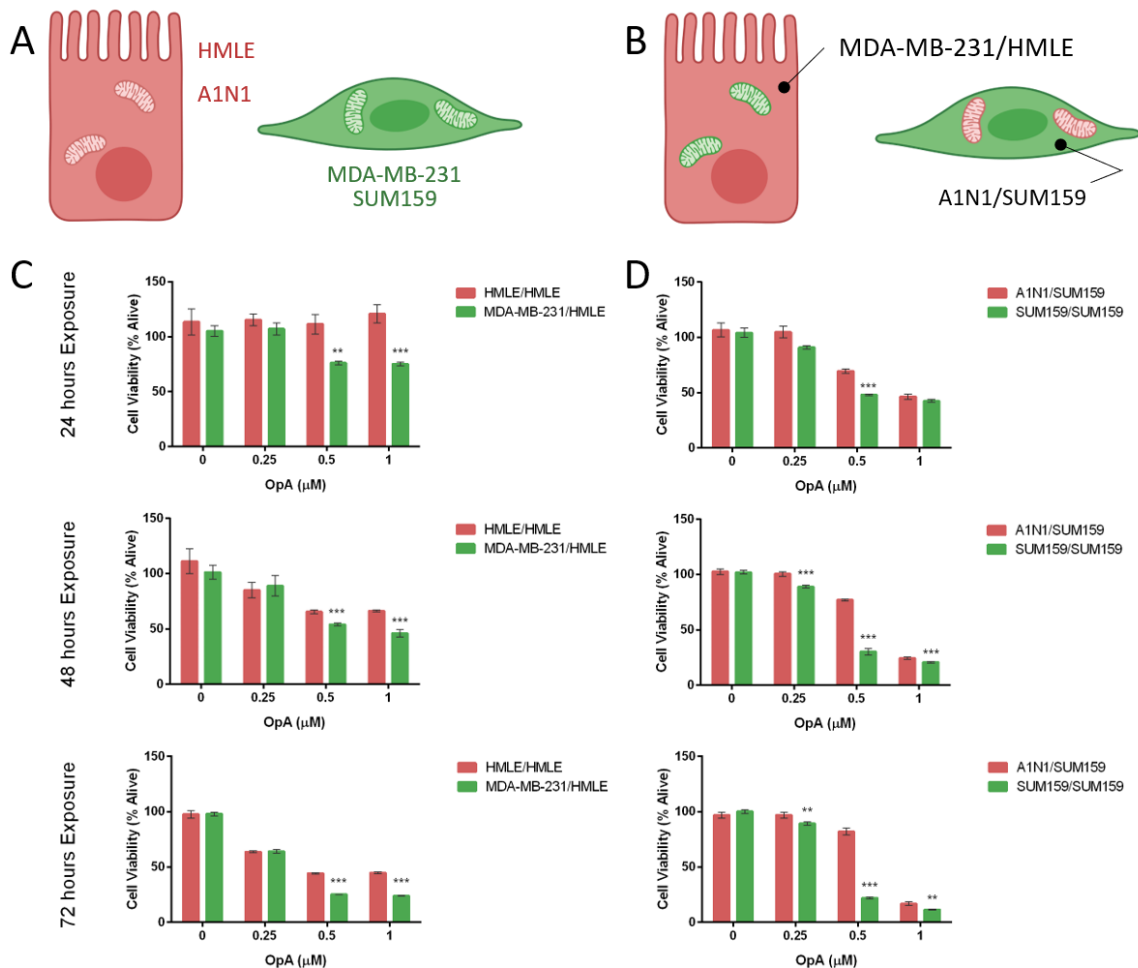 A
HMLE
A1N1
MDA-MB-231
SUM159
B
MDA-MB-231/HMLE
A1N1/SUM159
C
24 hours Exposure
Cell Viability (% Alive)
150
100
50
0
HMLE/HMLE
MDA-MB-231/HMLE
**
***
0 0.25 0.5 1
OpA (μM)
D
Cell Viability (% Alive)
150
100
50
0
A1N1/SUM159
SUM159/SUM159
***
0 0.25 0.5 1
OpA (μM)
48 hours Exposure
Cell Viability (% Alive)
150
100
50
0
HMLE/HMLE
MDA-MB-231/HMLE
***
***
0 0.25 0.5 1
OpA (μM)
Cell Viability (% Alive)
150
100
50
0
A1N1/SUM159
SUM159/SUM159
***
***
***
0 0.25 0.5 1
OpA (μM)
72 hours Exposure
Cell Viability (% Alive)
150
100
50
0
HMLE/HMLE
MDA-MB-231/HMLE
***
***
0 0.25 0.5 1
OpA (μM)
Cell Viability (% Alive)
150
100
50
0
A1N1/SUM159
SUM159/SUM159
**
***
**
0 0.25 0.5 1
OpA (μM)